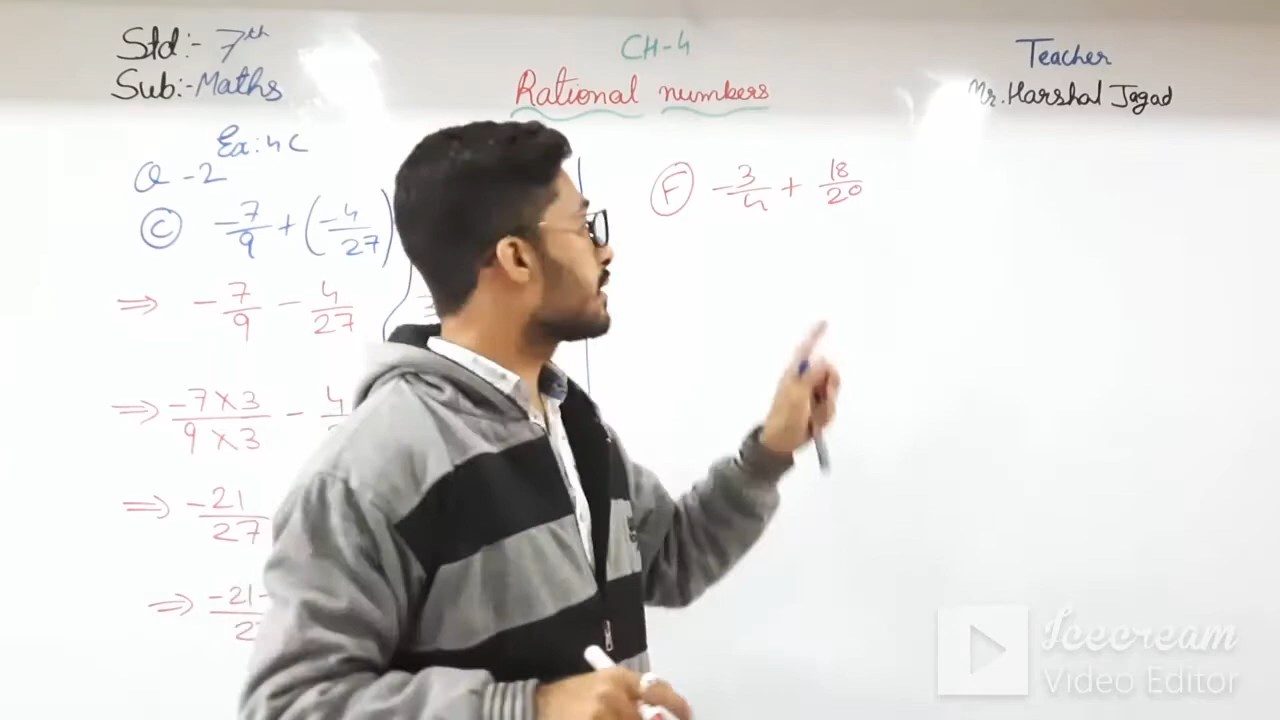 Std:- 7th
Sub:- Maths
CH-4
Rational numbers
Teacher
Mr. Harshal Jagad
Ex: 4C
Q-2
(C) -7/9 + (-4/27)
⇒ -7/9 - 4/27
⇒ -7×3/9×3 - 4
⇒ -21/27
⇒ -21-
(F) -3/4 + 18/20
Icecream
Video Editor